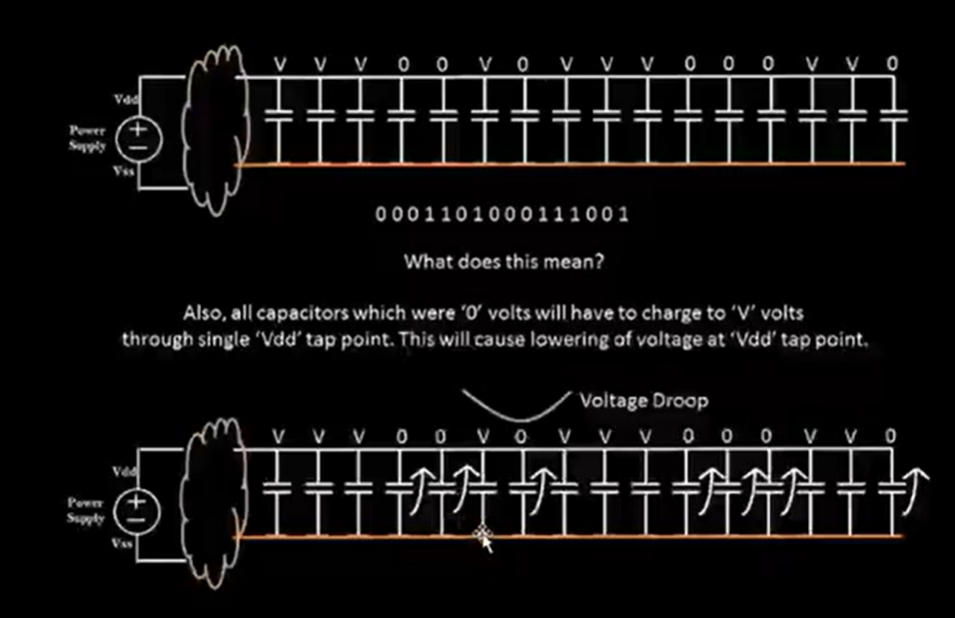 V V V 0 0 V 0 V V V 0 0 0 V V 0
Vdd
+
Power
Supply
−
Vss
0001101000111001
What does this mean?
Also, all capacitors which were '0' volts will have to charge to 'V' volts
through single 'Vdd' tap point. This will cause lowering of voltage at 'Vdd' tap point.
Voltage Droop
V V V 0 0 V 0 V V V 0 0 0 V V 0
Vdd
+
Power
Supply
−
Vss